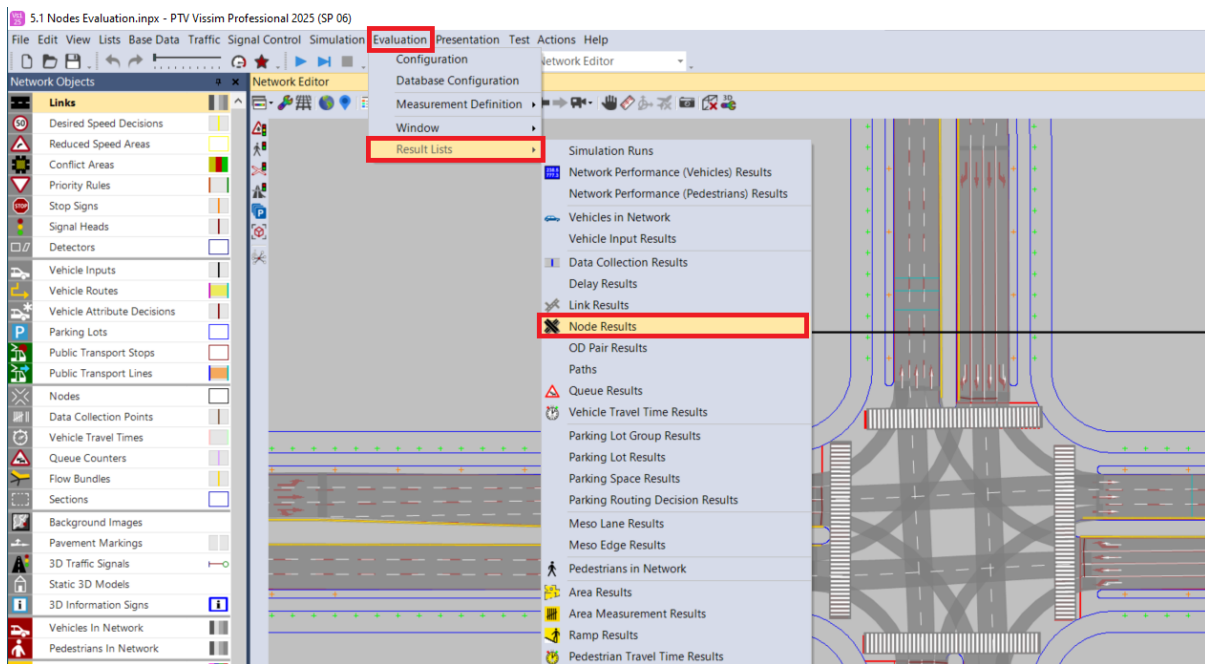 5.1 Nodes Evaluation.inpx - PTV Vissim Professional 2025 (SP 06)
File Edit View Lists Base Data Traffic Signal Control Simulation Evaluation Presentation Test Actions Help
Network Editor
Network Objects
Network Editor
Links
Desired Speed Decisions
Reduced Speed Areas
Conflict Areas
Priority Rules
Stop Signs
Signal Heads
Detectors
Vehicle Inputs
Vehicle Routes
Vehicle Attribute Decisions
Parking Lots
Public Transport Stops
Public Transport Lines
Nodes
Data Collection Points
Vehicle Travel Times
Queue Counters
Flow Bundles
Sections
Background Images
Pavement Markings
3D Traffic Signals
Static 3D Models
3D Information Signs
Vehicles In Network
Pedestrians In Network
Configuration
Database Configuration
Measurement Definition
Window
Result Lists
Simulation Runs
Network Performance (Vehicles) Results
Network Performance (Pedestrians) Results
Vehicles in Network
Vehicle Input Results
Data Collection Results
Delay Results
Link Results
Node Results
OD Pair Results
Paths
Queue Results
Vehicle Travel Time Results
Parking Lot Group Results
Parking Lot Results
Parking Space Results
Parking Routing Decision Results
Meso Lane Results
Meso Edge Results
Pedestrians in Network
Area Results
Area Measurement Results
Ramp Results
Pedestrian Travel Time Results